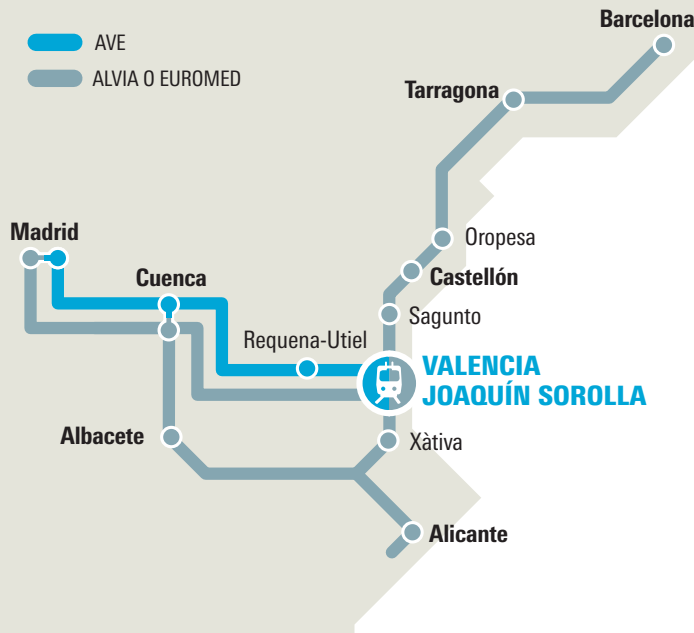 Barcelona
AVE
ALVIA O EUROMED
Tarragona
Madrid
Oropesa
Cuenca
Castellón
Sagunto
Requena-Utiel
VALENCIA
JOAQUÍN SOROLLA
Albacete
Xàtiva
Alicante